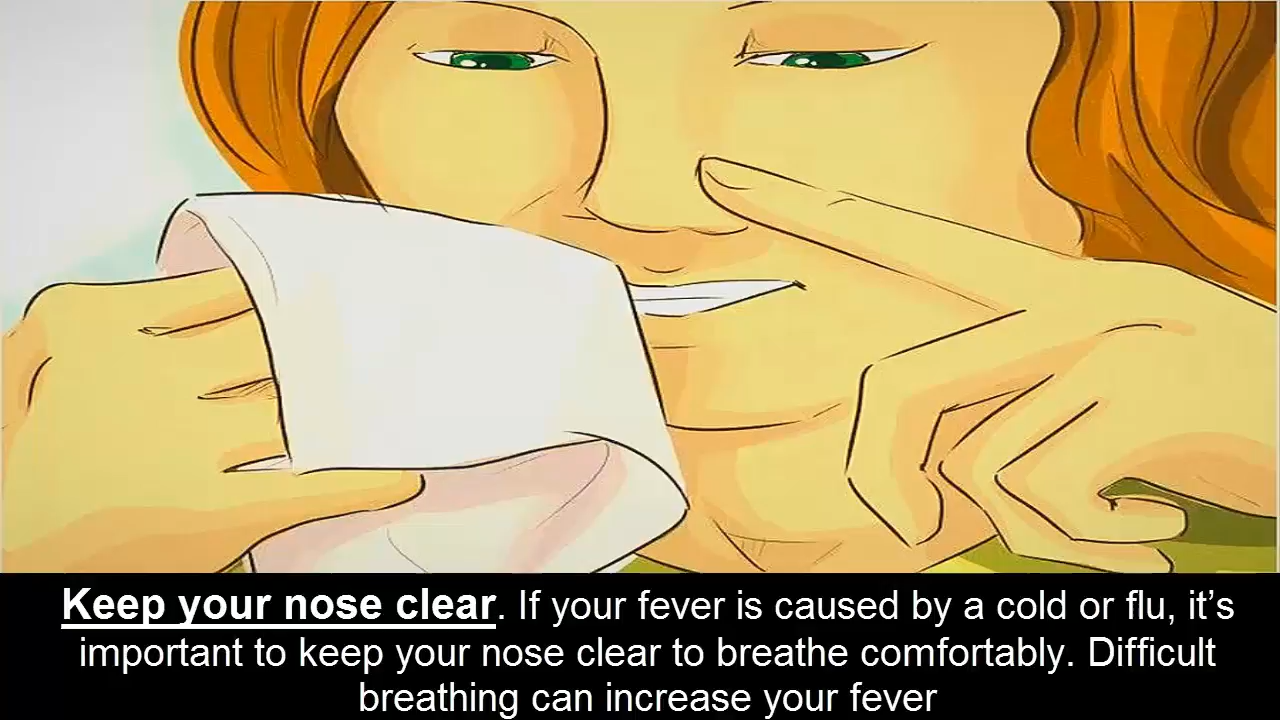 Keep your nose clear. If your fever is caused by a cold or flu, it’s
important to keep your nose clear to breathe comfortably. Difficult
breathing can increase your fever